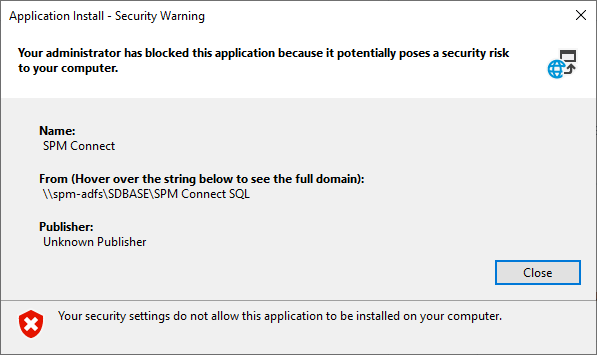 Application Install - Security Warning
Your administrator has blocked this application because it potentially poses a security risk
to your computer.
Name:
SPM Connect
From (Hover over the string below to see the full domain):
\\spm-adfs\SDBASE\SPM Connect SQL
Publisher:
Unknown Publisher
Close
Your security settings do not allow this application to be installed on your computer.